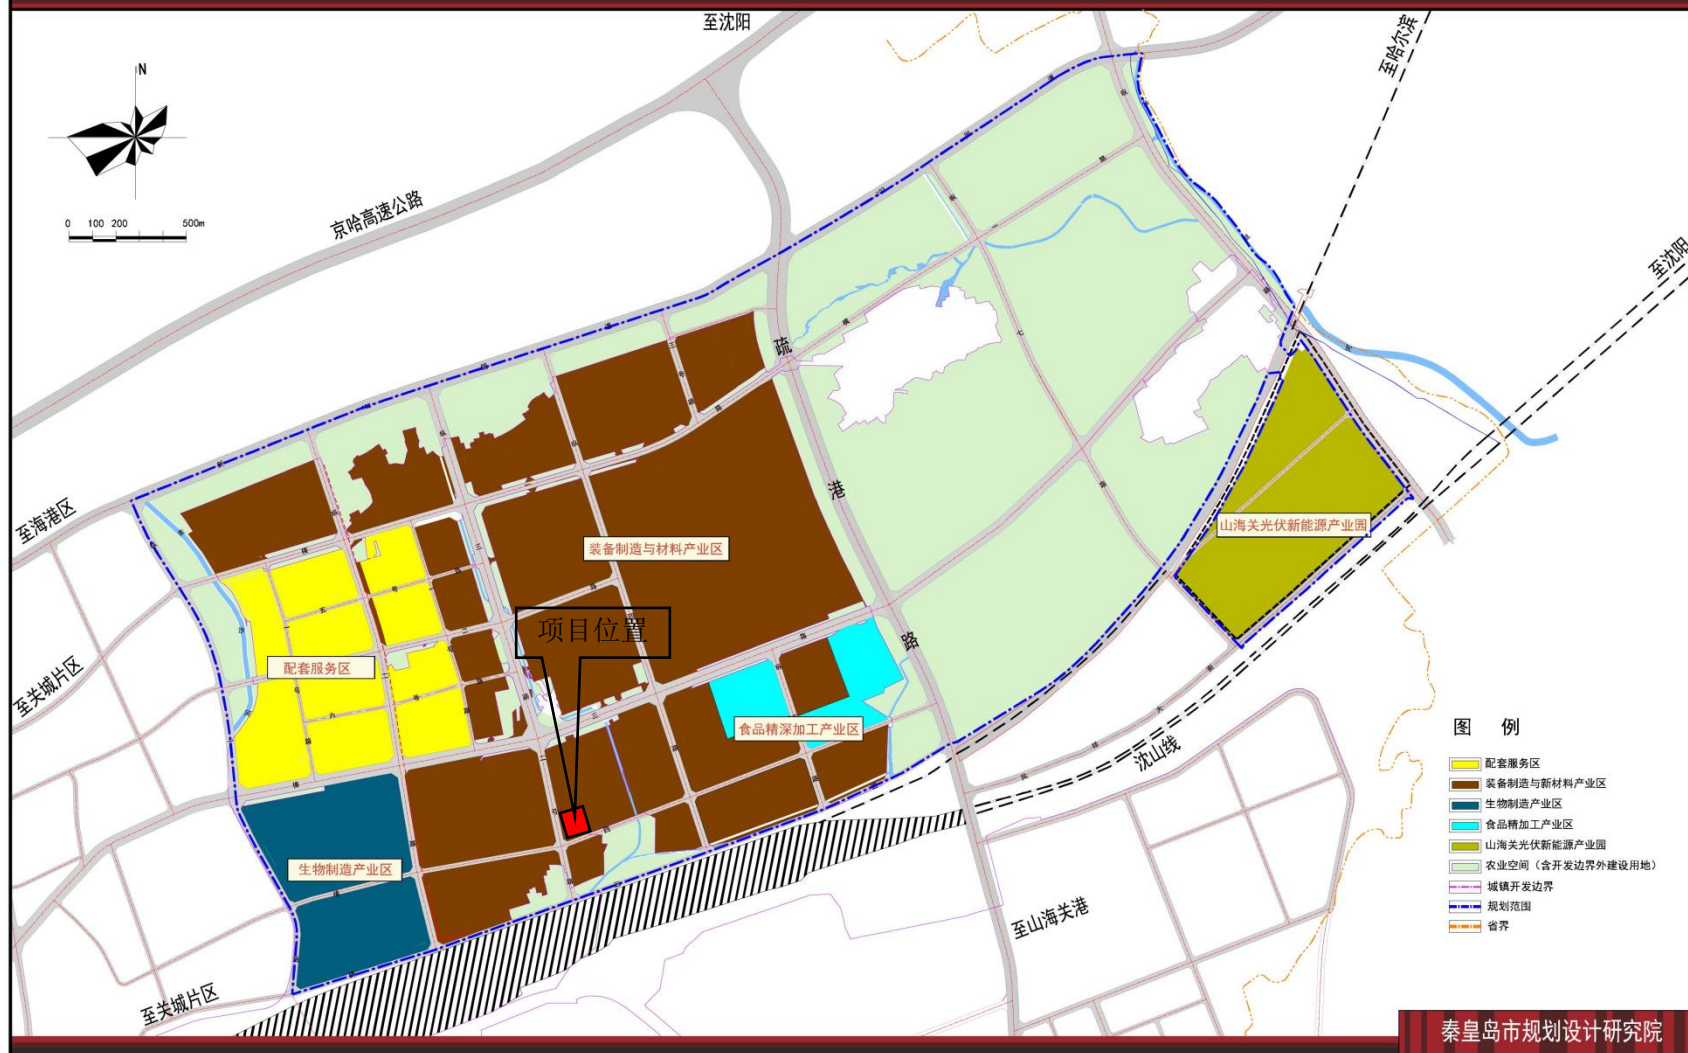 至沈阳
至哈尔滨
N
0 100 200 500m
京哈高速公路
至沈阳
疏
港
路
七
至海港区
装备制造与材料产业区
山海关光伏新能源产业园
项目位置
配套服务区
至关城片区
食品精深加工产业区
沈山线
生物制造产业区
至山海关港
至关城片区
图 例
配套服务区
装备制造与新材料产业区
生物制造产业区
食品精加工产业区
山海关光伏新能源产业园
农业空间（含开发边界外建设用地）
城镇开发边界
规划范围
省界
秦皇岛市规划设计研究院